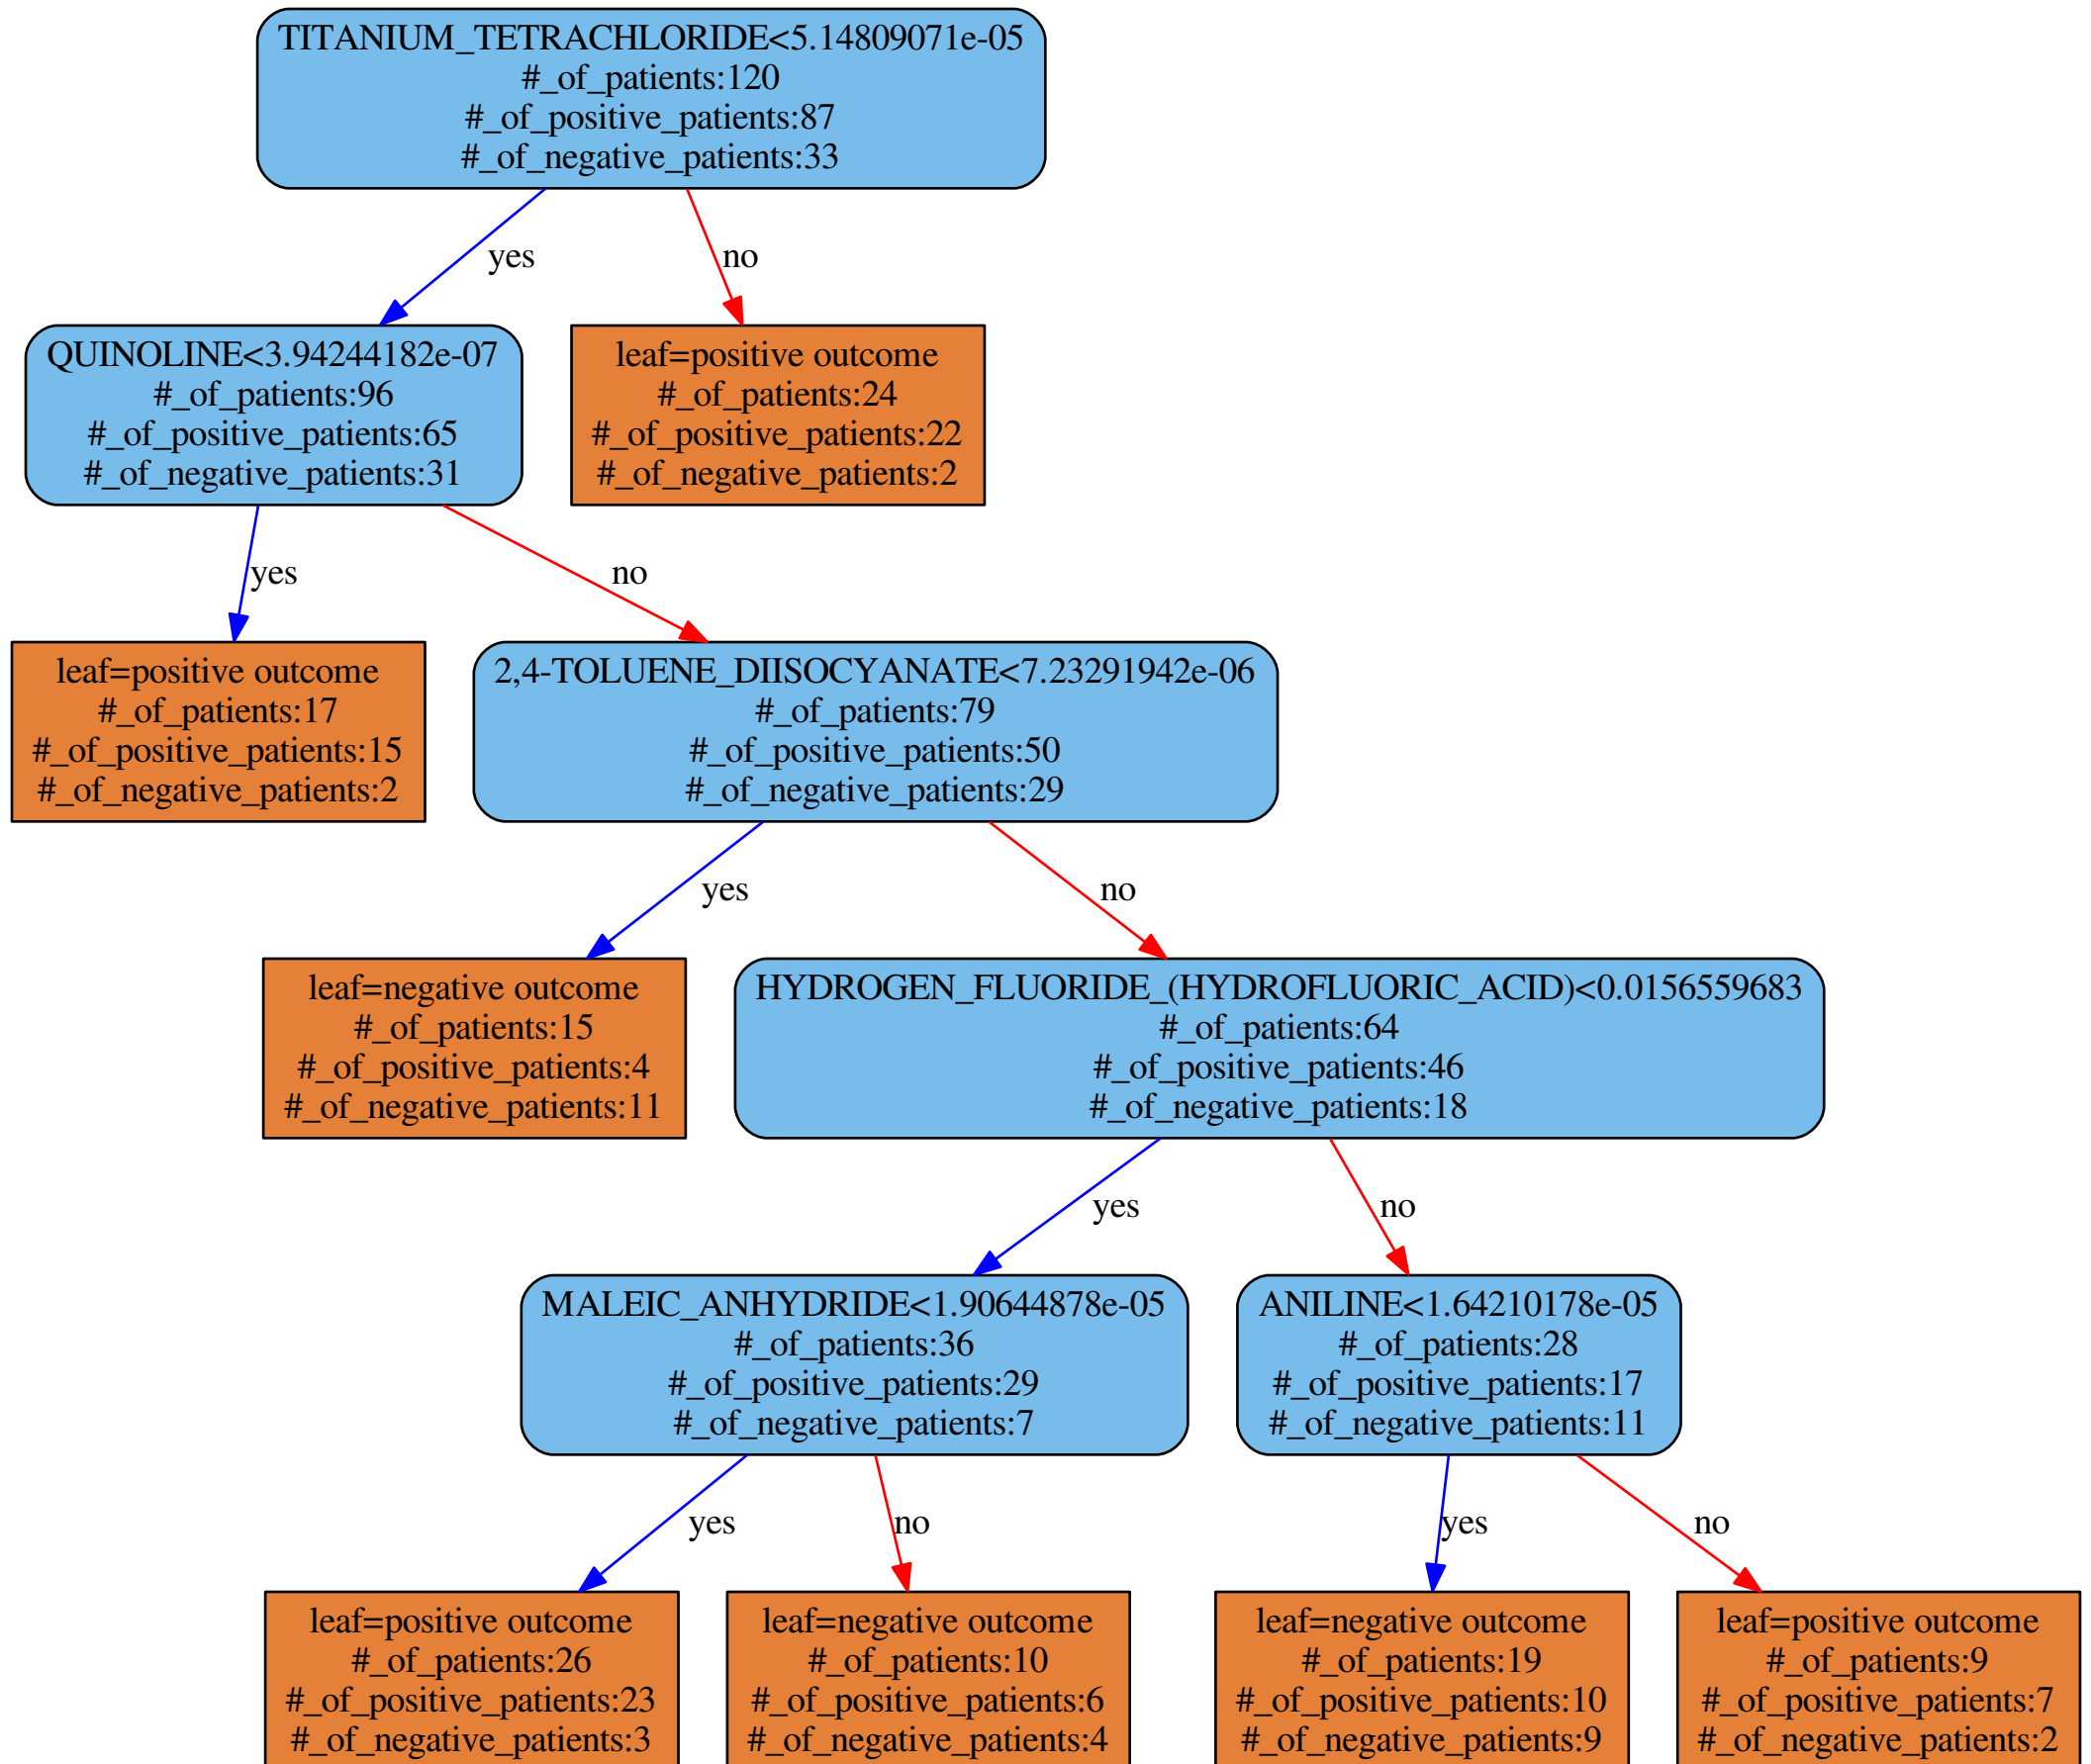 TITANIUM_TETRACHLORIDE<5.14809071e-05
#_of_patients:120
#_of_positive_patients:87
#_of_negative_patients:33
yes
no
QUINOLINE<3.94244182e-07
#_of_patients:96
#_of_positive_patients:65
#_of_negative_patients:31
leaf=positive outcome
#_of_patients:24
#_of_positive_patients:22
#_of_negative_patients:2
yes
no
leaf=positive outcome
#_of_patients:17
#_of_positive_patients:15
#_of_negative_patients:2
2,4-TOLUENE_DIISOCYANATE<7.23291942e-06
#_of_patients:79
#_of_positive_patients:50
#_of_negative_patients:29
yes
no
leaf=negative outcome
#_of_patients:15
#_of_positive_patients:4
#_of_negative_patients:11
HYDROGEN_FLUORIDE_(HYDROFLUORIC_ACID)<0.0156559683
#_of_patients:64
#_of_positive_patients:46
#_of_negative_patients:18
yes
no
MALEIC_ANHYDRIDE<1.90644878e-05
#_of_patients:36
#_of_positive_patients:29
#_of_negative_patients:7
ANILINE<1.64210178e-05
#_of_patients:28
#_of_positive_patients:17
#_of_negative_patients:11
yes
no
yes
no
leaf=positive outcome
#_of_patients:26
#_of_positive_patients:23
#_of_negative_patients:3
leaf=negative outcome
#_of_patients:10
#_of_positive_patients:6
#_of_negative_patients:4
leaf=negative outcome
#_of_patients:19
#_of_positive_patients:10
#_of_negative_patients:9
leaf=positive outcome
#_of_patients:9
#_of_positive_patients:7
#_of_negative_patients:2